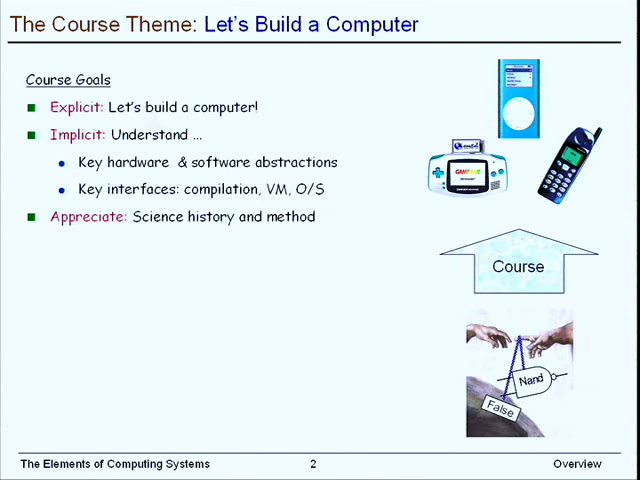 The Course Theme: Let's Build a Computer
Course Goals
Explicit: Let's build a computer!
Implicit: Understand ...
Key hardware & software abstractions
Key interfaces: compilation, VM, O/S
Appreciate: Science history and method
GAME BOY
Course
Nand
False
The Elements of Computing Systems 2 Overview